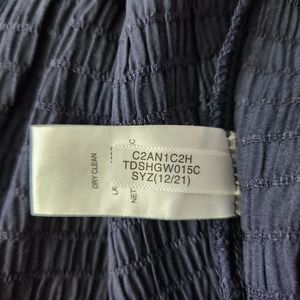 C2AN1C2H
TDSHGW015C
SYZ(12/21)
DRY CLEAN